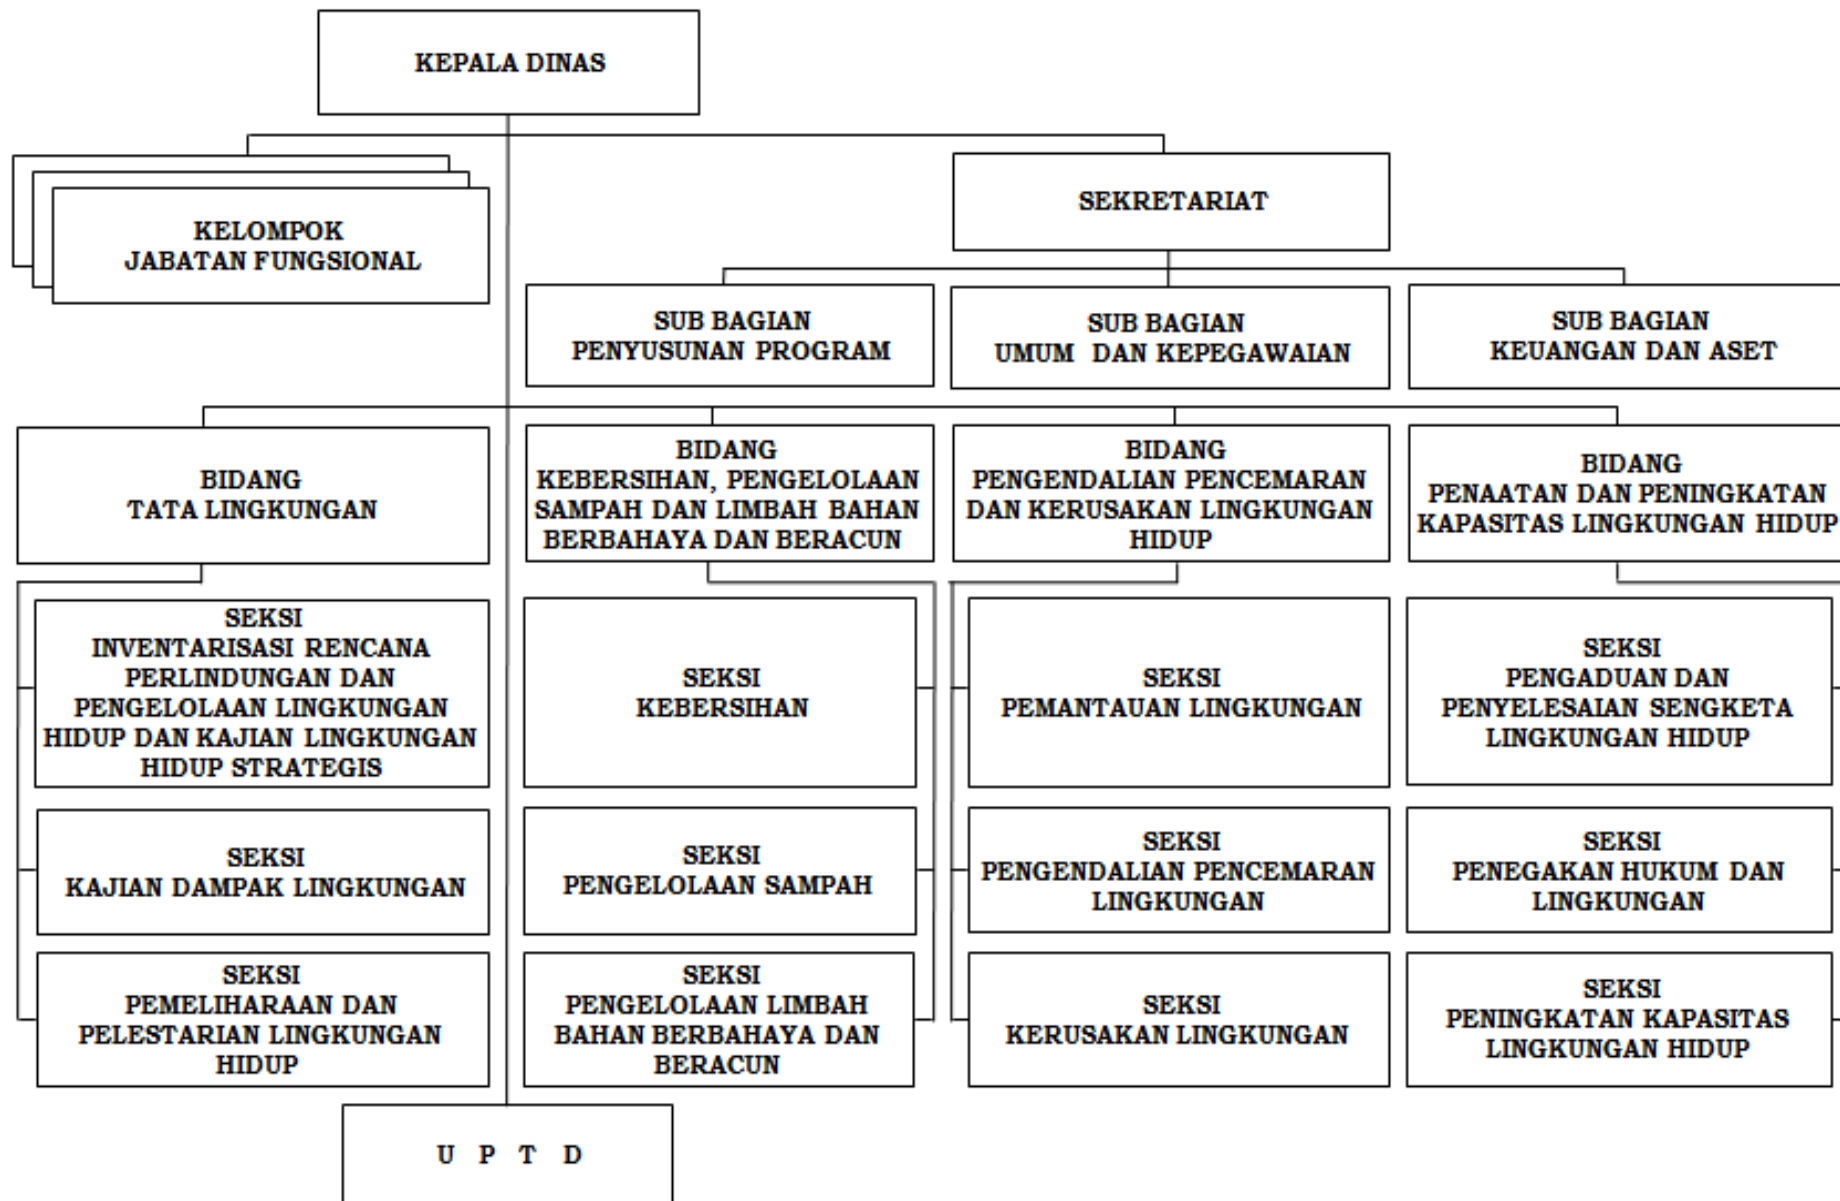 KEPALA DINAS
KELOMPOK
JABATAN FUNGSIONAL
SEKRETARIAT
SUB BAGIAN
PENYUSUNAN PROGRAM
SUB BAGIAN
UMUM DAN KEPEGAWAIAN
SUB BAGIAN
KEUANGAN DAN ASET
BIDANG
TATA LINGKUNGAN
BIDANG
KEBERSIHAN, PENGELOLAAN
SAMPAH DAN LIMBAH BAHAN
BERBAHAYA DAN BERACUN
BIDANG
PENGENDALIAN PENCEMARAN
DAN KERUSAKAN LINGKUNGAN
HIDUP
BIDANG
PENAATAN DAN PENINGKATAN
KAPASITAS LINGKUNGAN HIDUP
SEKSI
INVENTARISASI RENCANA
PERLINDUNGAN DAN
PENGELOLAAN LINGKUNGAN
HIDUP DAN KAJIAN LINGKUNGAN
HIDUP STRATEGIS
SEKSI
KEBERSIHAN
SEKSI
PEMANTAUAN LINGKUNGAN
SEKSI
PENGADUAN DAN
PENYELESAIAN SENGKETA
LINGKUNGAN HIDUP
SEKSI
KAJIAN DAMPAK LINGKUNGAN
SEKSI
PENGELOLAAN SAMPAH
SEKSI
PENGENDALIAN PENCEMARAN
LINGKUNGAN
SEKSI
PENEGAKAN HUKUM DAN
LINGKUNGAN
SEKSI
PEMELIHARAAN DAN
PELESTARIAN LINGKUNGAN
HIDUP
SEKSI
PENGELOLAAN LIMBAH
BAHAN BERBAHAYA DAN
BERACUN
SEKSI
KERUSAKAN LINGKUNGAN
SEKSI
PENINGKATAN KAPASITAS
LINGKUNGAN HIDUP
U P T D